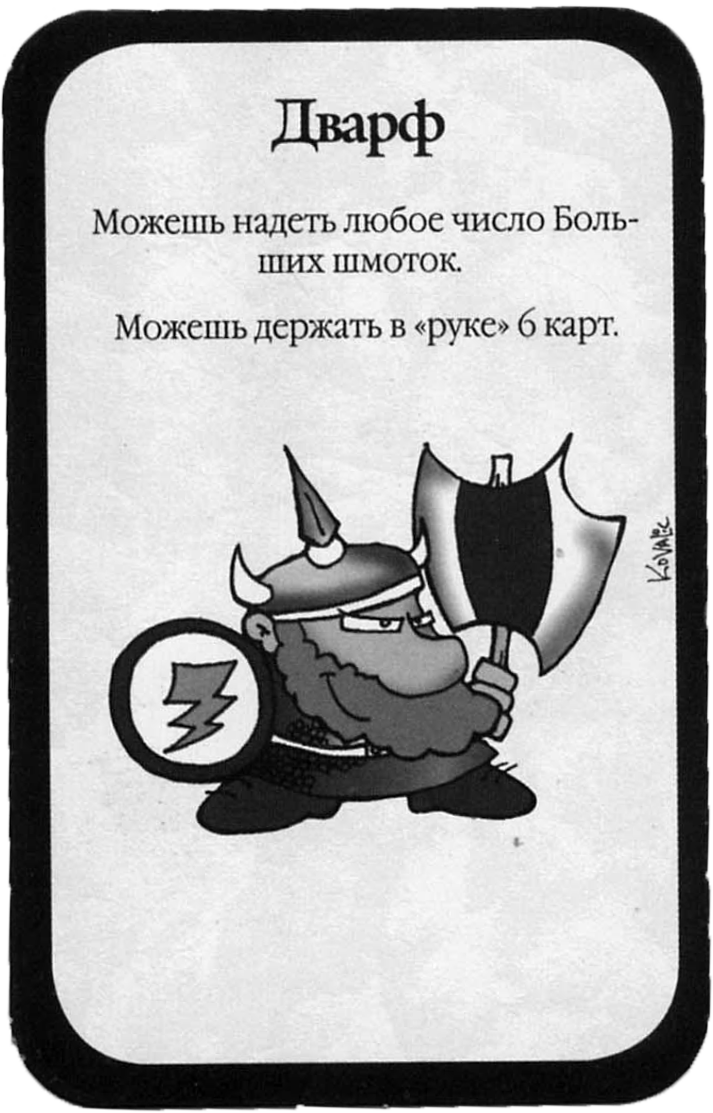 Дварф
Можешь надеть любое число Боль-
ших шмоток.
Можешь держать в «руке» 6 карт.
KOVALIC